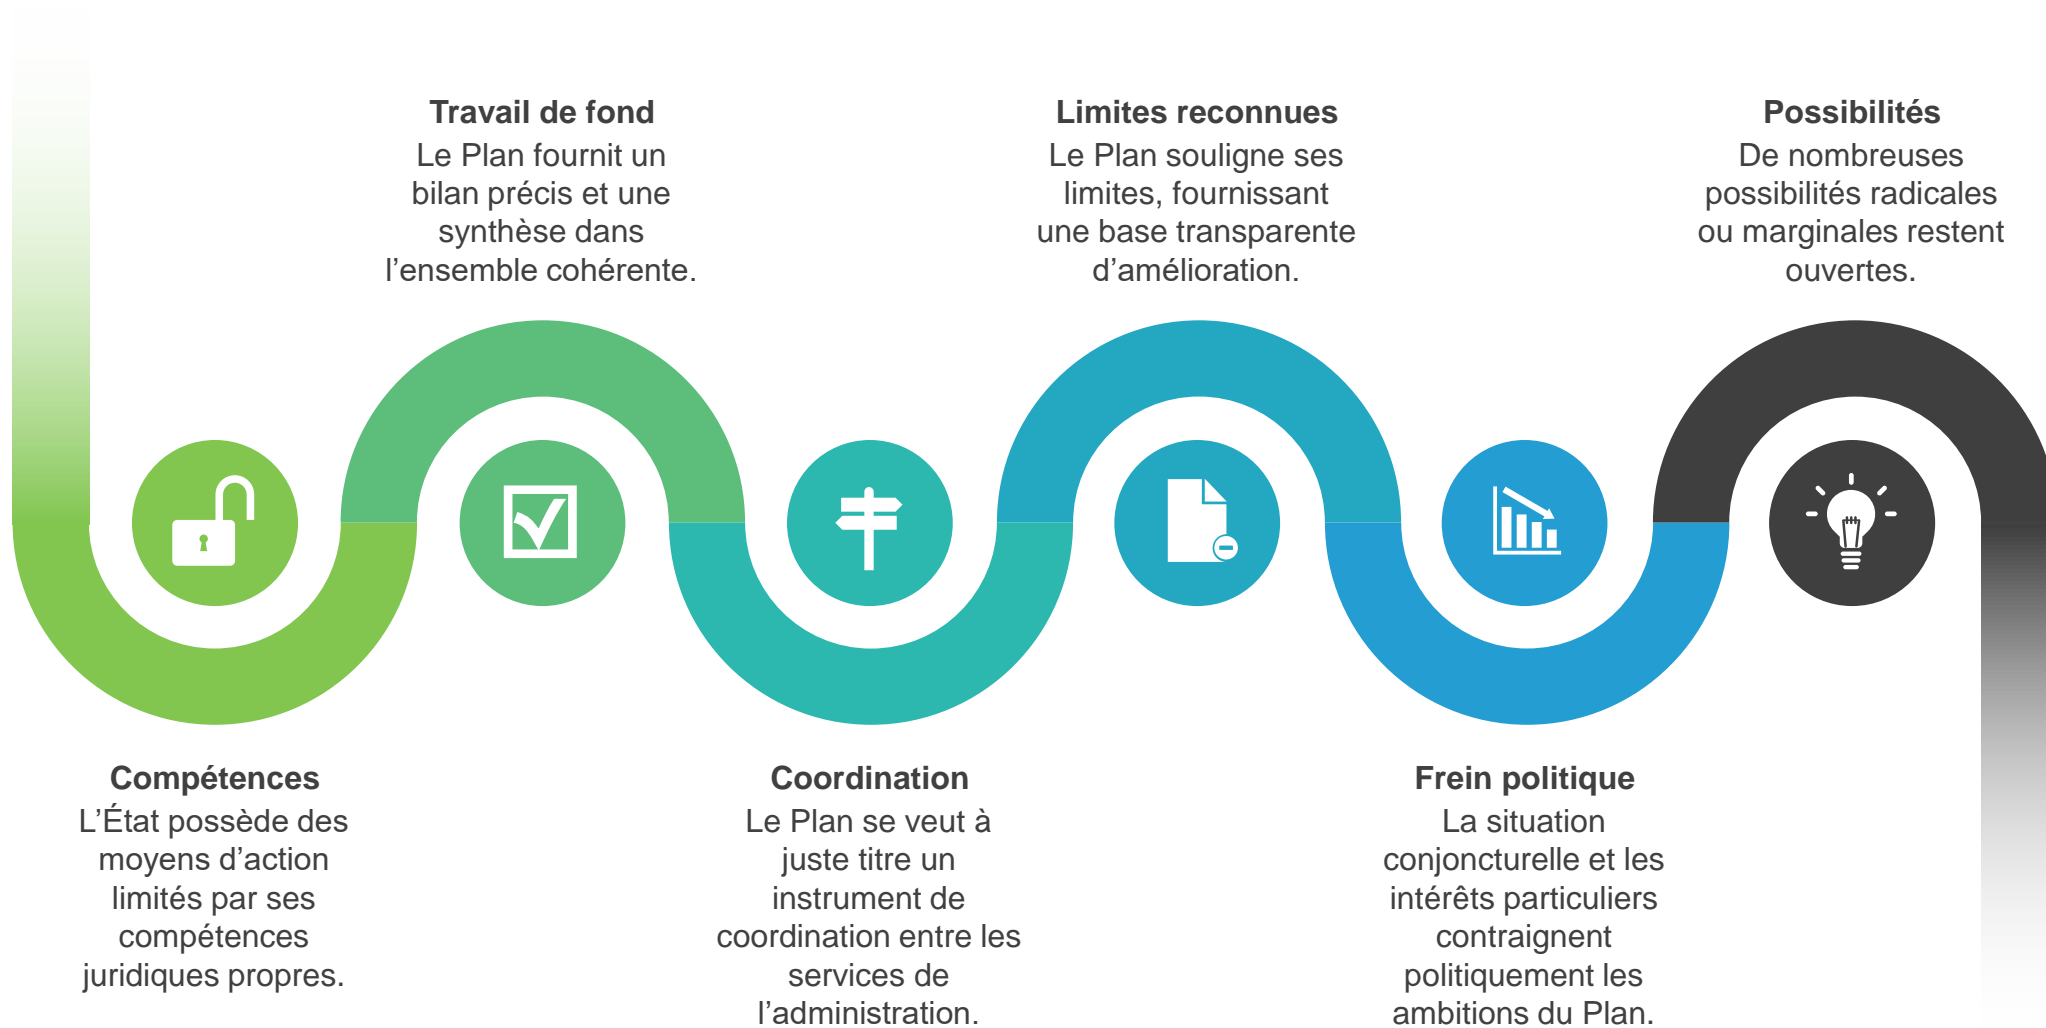 Travail de fond
Le Plan fournit un
bilan précis et une
synthèse dans
l’ensemble cohérente.
Limites reconnues
Le Plan souligne ses
limites, fournissant
une base transparente
d’amélioration.
Possibilités
De nombreuses
possibilités radicales
ou marginales restent
ouvertes.
Compétences
L’État possède des
moyens d’action
limités par ses
compétences
juridiques propres.
Coordination
Le Plan se veut à
juste titre un
instrument de
coordination entre les
services de
l’administration.
Frein politique
La situation
conjoncturelle et les
intérêts particuliers
contraignent
politiquement les
ambitions du Plan.